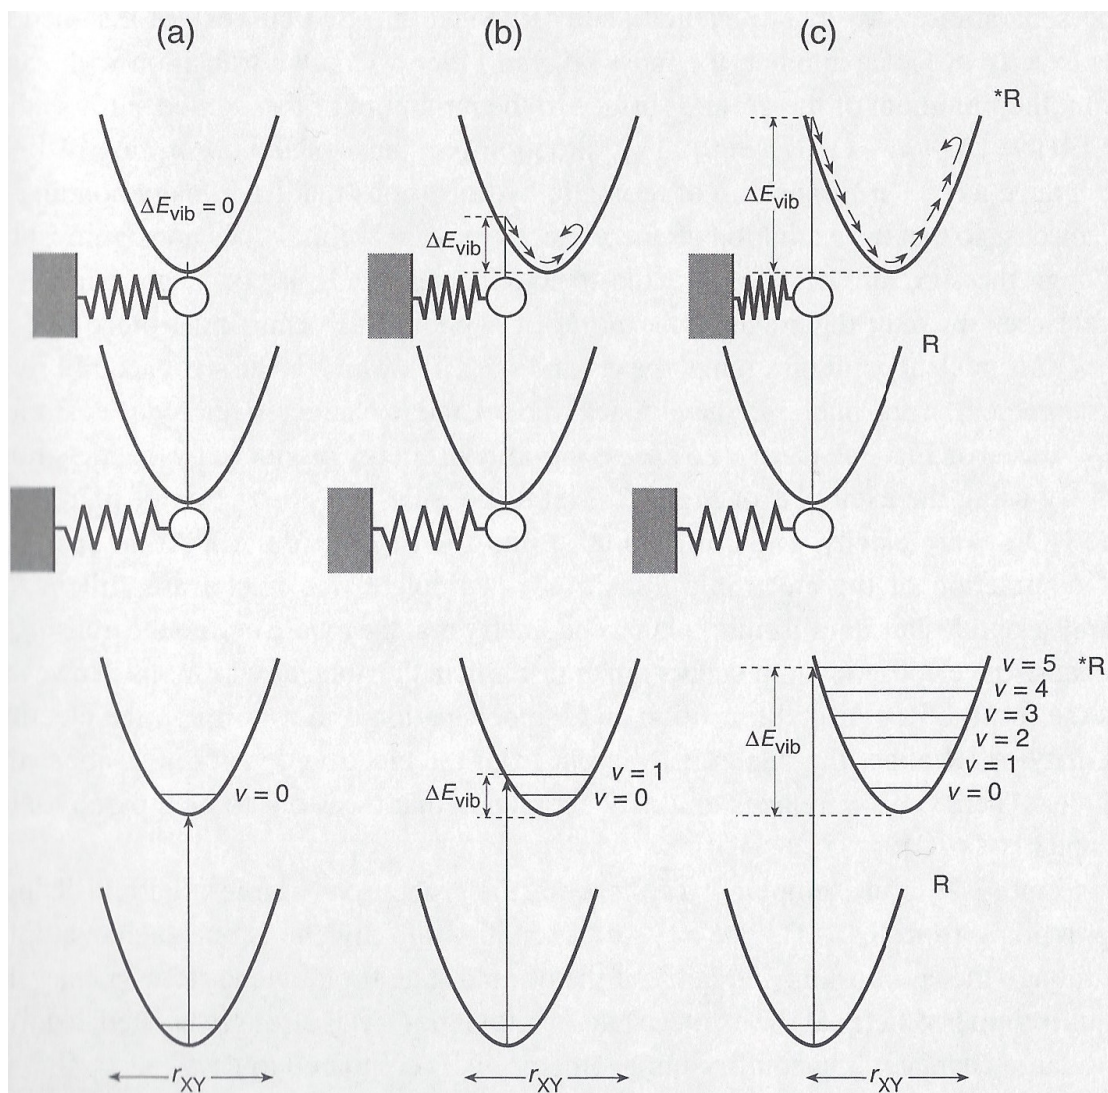 (a) (b) (c)
*R
ΔE_vib = 0
ΔE_vib
ΔE_vib
R
v = 5 *R
v = 4
v = 3
ΔE_vib
v = 2
v = 1
v = 1
ΔE_vib
v = 0
v = 0
v = 0
R
r_XY r_XY r_XY